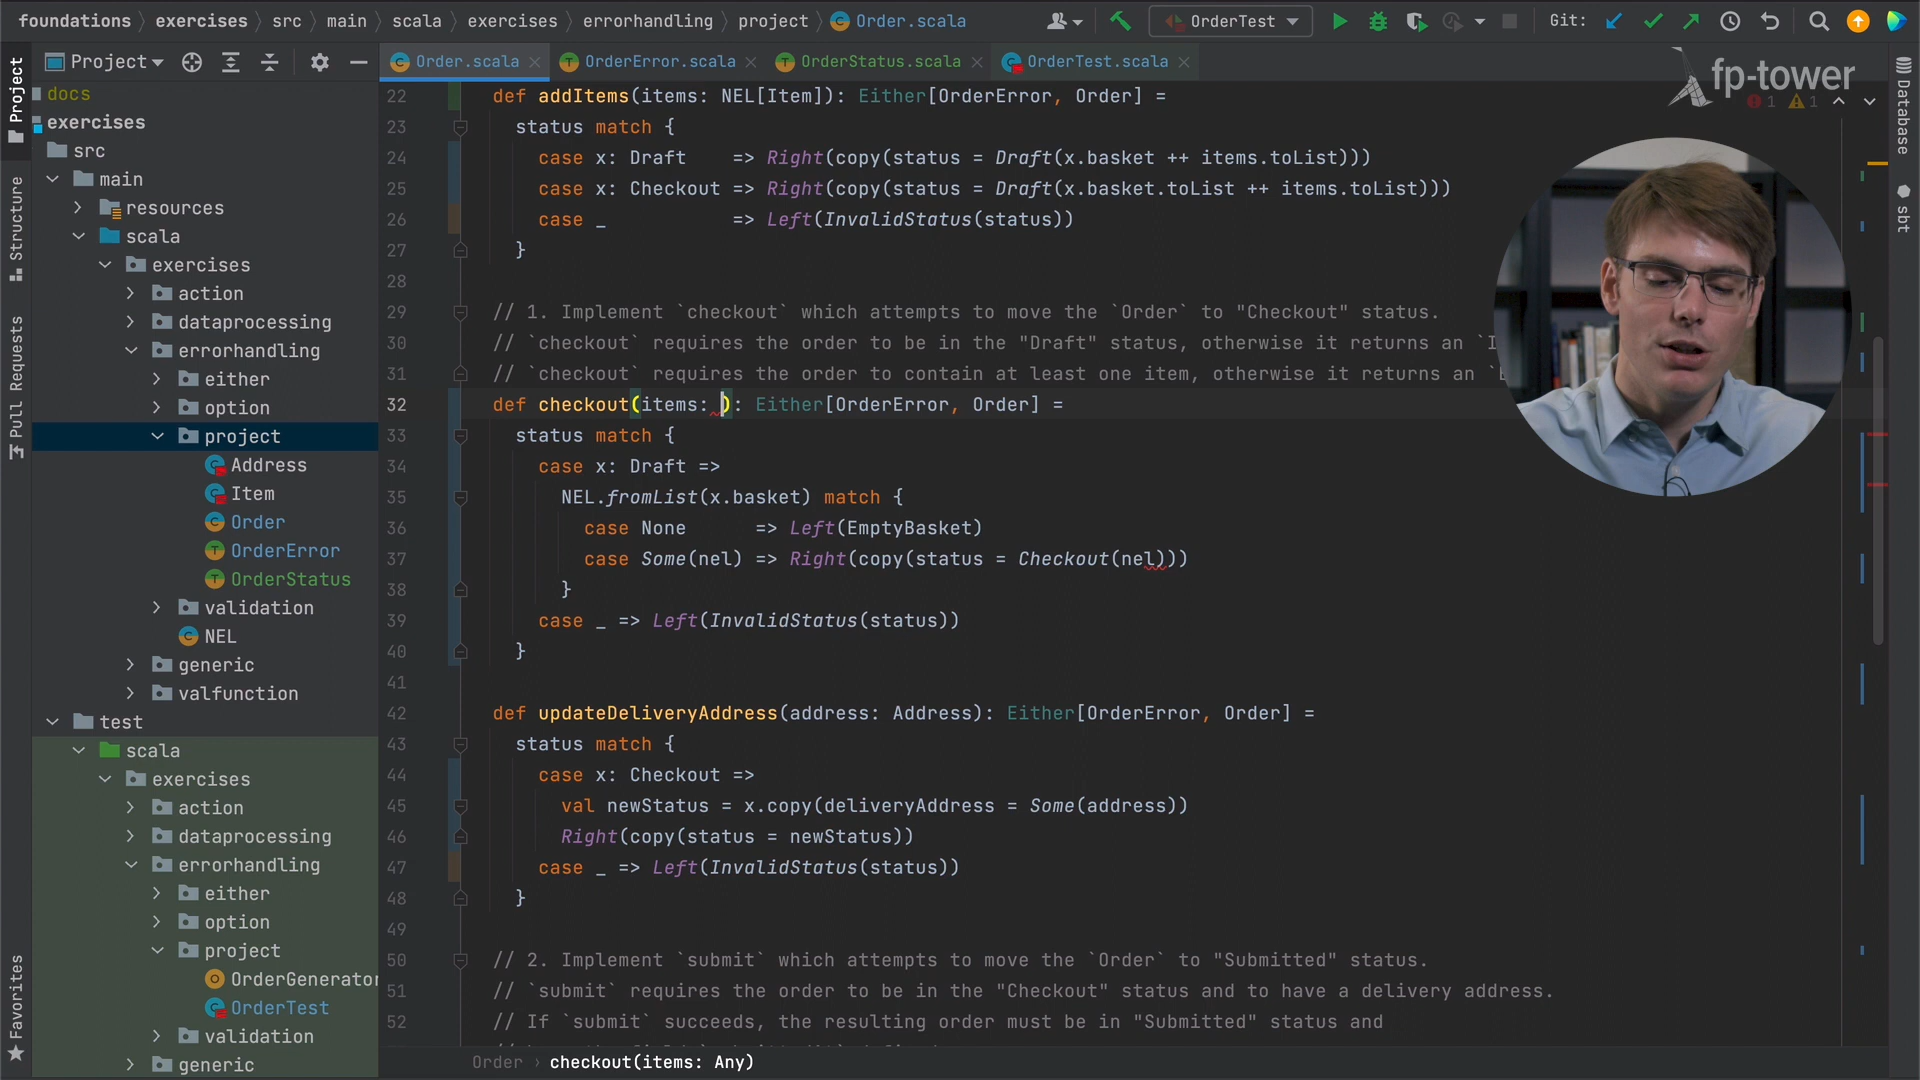 foundations › exercises › src › main › scala › exercises › errorhandling › project › Order.scala
OrderTest
Git:
Project
Order.scala
OrderError.scala
OrderStatus.scala
OrderTest.scala
fp-tower
1 1
Project
Structure
Pull Requests
Favorites
Database
sbt
docs
exercises
src
main
resources
scala
exercises
action
dataprocessing
errorhandling
either
option
project
Address
Item
Order
OrderError
OrderStatus
validation
NEL
generic
valfunction
test
scala
exercises
action
dataprocessing
errorhandling
either
option
project
OrderGenerator
OrderTest
validation
generic
22 def addItems(items: NEL[Item]): Either[OrderError, Order] =
23 status match {
24 case x: Draft => Right(copy(status = Draft(x.basket ++ items.toList)))
25 case x: Checkout => Right(copy(status = Draft(x.basket.toList ++ items.toList)))
26 case _ => Left(InvalidStatus(status))
27 }
28
29 // 1. Implement `checkout` which attempts to move the `Order` to "Checkout" status.
30 // `checkout` requires the order to be in the "Draft" status, otherwise it returns an `I
31 // `checkout` requires the order to contain at least one item, otherwise it returns an `E
32 def checkout(items: ): Either[OrderError, Order] =
33 status match {
34 case x: Draft =>
35 NEL.fromList(x.basket) match {
36 case None => Left(EmptyBasket)
37 case Some(nel) => Right(copy(status = Checkout(nel)))
38 }
39 case _ => Left(InvalidStatus(status))
40 }
41
42 def updateDeliveryAddress(address: Address): Either[OrderError, Order] =
43 status match {
44 case x: Checkout =>
45 val newStatus = x.copy(deliveryAddress = Some(address))
46 Right(copy(status = newStatus))
47 case _ => Left(InvalidStatus(status))
48 }
49
50 // 2. Implement `submit` which attempts to move the `Order` to "Submitted" status.
51 // `submit` requires the order to be in the "Checkout" status and to have a delivery address.
52 // If `submit` succeeds, the resulting order must be in "Submitted" status and
Order › checkout(items: Any)